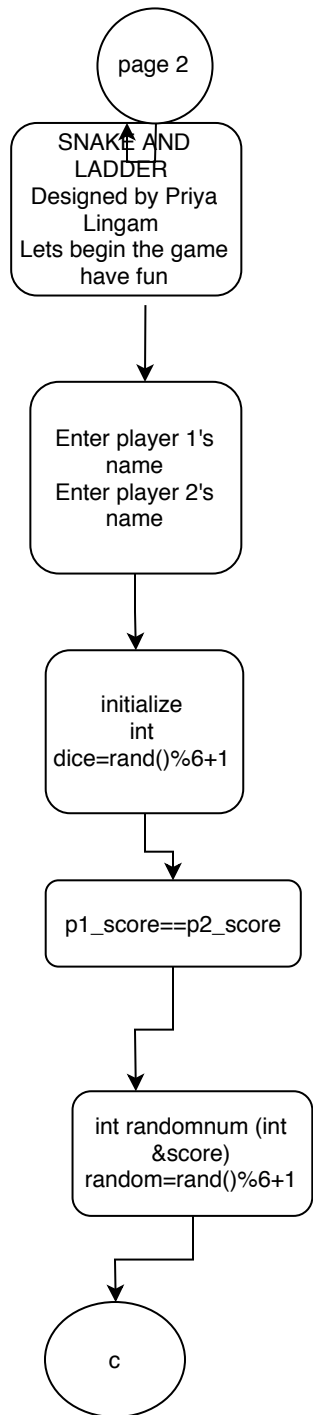 page 2
SNAKE AND
LADDER
Designed by Priya
Lingam
Lets begin the game
have fun
Enter player 1's
name
Enter player 2's
name
initialize
int
dice=rand()%6+1
p1_score==p2_score
int randomnum (int
&score)
random=rand()%6+1
c